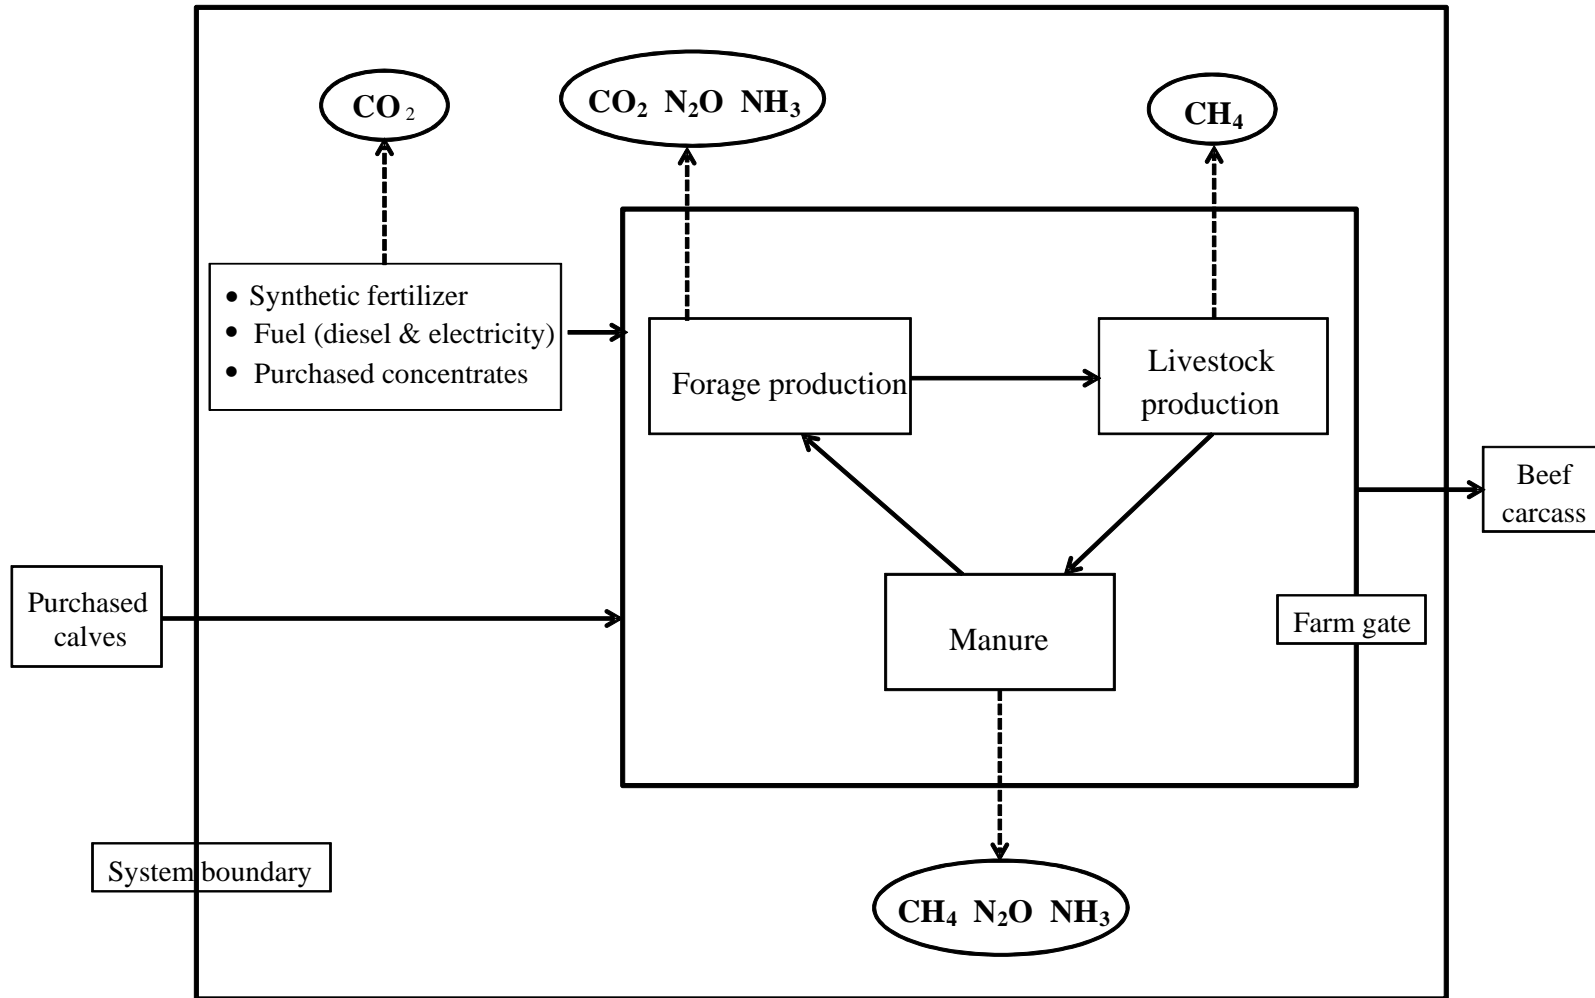 CO₂
CO₂ N₂O NH₃
CH₄
• Synthetic fertilizer
• Fuel (diesel & electricity)
• Purchased concentrates
Forage production
Livestock
production
Beef
carcass
Purchased
calves
Manure
Farm gate
System boundary
CH₄ N₂O NH₃